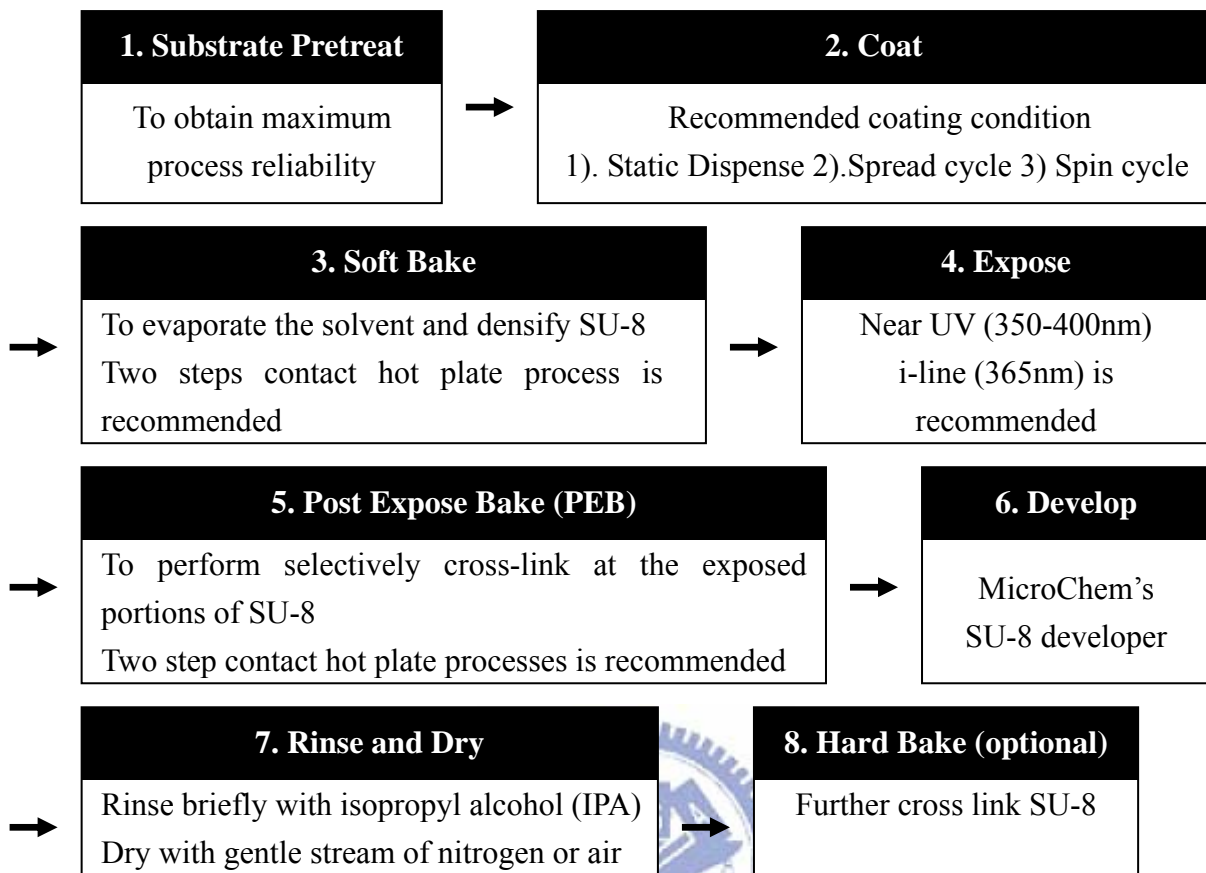 1. Substrate Pretreat
To obtain maximum
process reliability
2. Coat
Recommended coating condition
1). Static Dispense 2).Spread cycle 3) Spin cycle
3. Soft Bake
To evaporate the solvent and densify SU-8
Two steps contact hot plate process is
recommended
4. Expose
Near UV (350-400nm)
i-line (365nm) is
recommended
5. Post Expose Bake (PEB)
To perform selectively cross-link at the exposed
portions of SU-8
Two step contact hot plate processes is recommended
6. Develop
MicroChem’s
SU-8 developer
7. Rinse and Dry
Rinse briefly with isopropyl alcohol (IPA)
Dry with gentle stream of nitrogen or air
8. Hard Bake (optional)
Further cross link SU-8